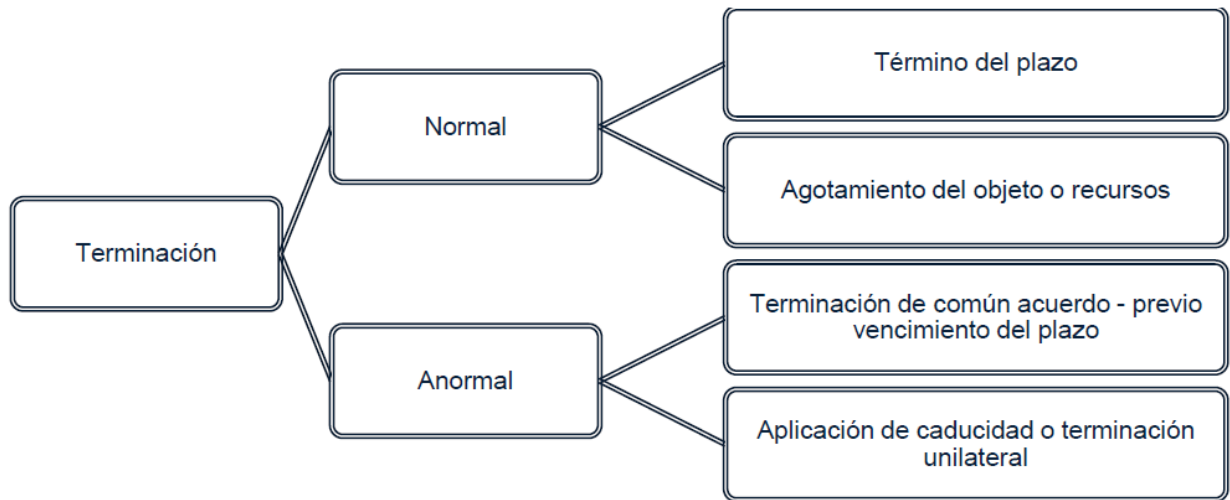 Terminación
Normal
Término del plazo
Agotamiento del objeto o recursos
Anormal
Terminación de común acuerdo - previo
vencimiento del plazo
Aplicación de caducidad o terminación
unilateral